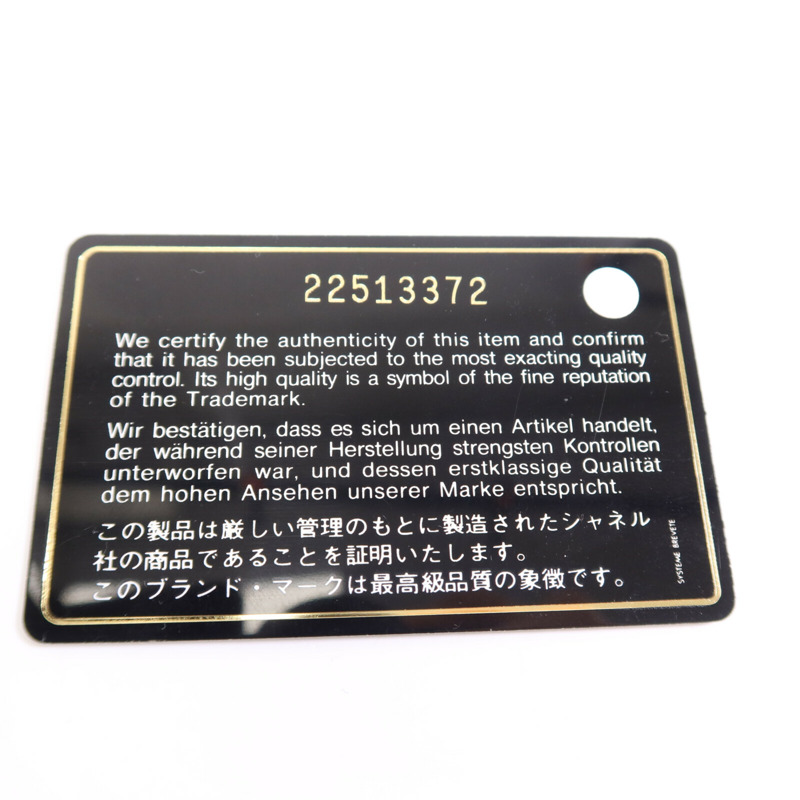 22513372
We certify the authenticity of this item and confirm
that it has been subjected to the most exacting quality
control. Its high quality is a symbol of the fine reputation
of the Trademark.
Wir bestätigen, dass es sich um einen Artikel handelt,
der während seiner Herstellung strengsten Kontrollen
unterworfen war, und dessen erstklassige Qualität
dem hohen Ansehen unserer Marke entspricht.
この製品は厳しい管理のもとに製造されたシャネル
社の商品であることを証明いたします。
このブランド・マークは最高級品質の象徴です。
SYSTEME BREVETE